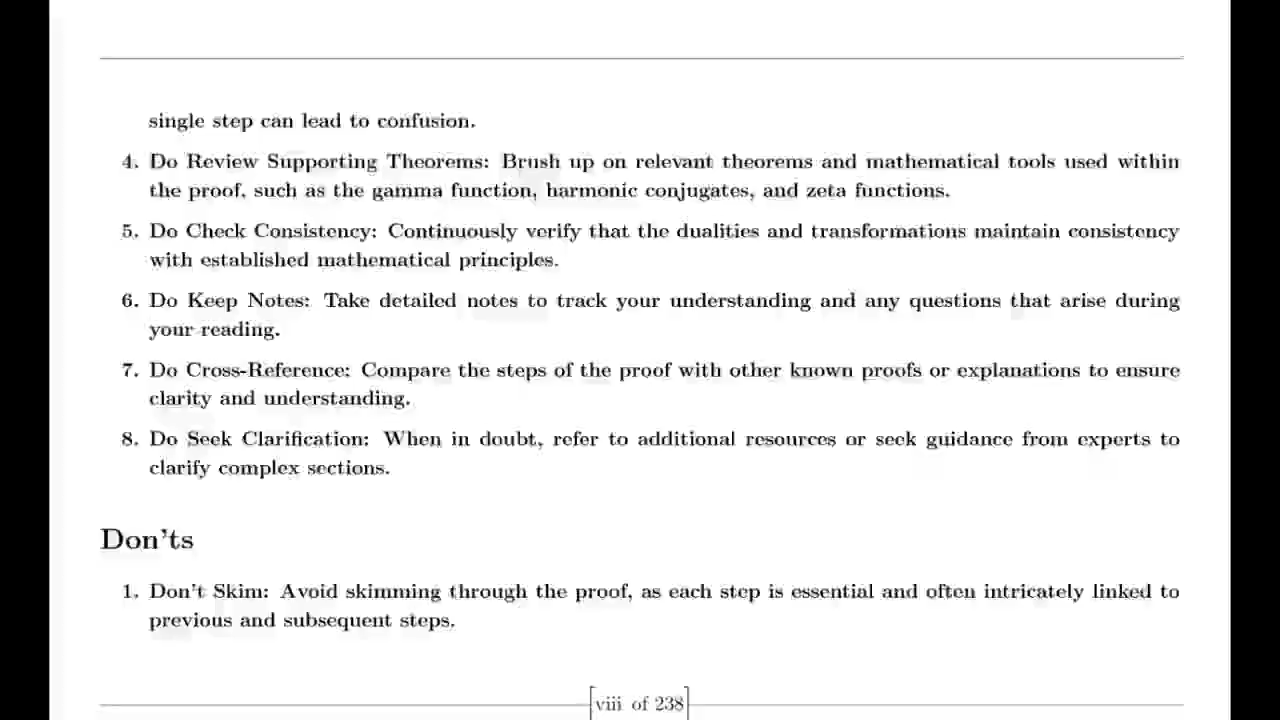 single step can lead to confusion.
4. Do Review Supporting Theorems: Brush up on relevant theorems and mathematical tools used within
the proof, such as the gamma function, harmonic conjugates, and zeta functions.
5. Do Check Consistency: Continuously verify that the dualities and transformations maintain consistency
with established mathematical principles.
6. Do Keep Notes: Take detailed notes to track your understanding and any questions that arise during
your reading.
7. Do Cross-Reference: Compare the steps of the proof with other known proofs or explanations to ensure
clarity and understanding.
8. Do Seek Clarification: When in doubt, refer to additional resources or seek guidance from experts to
clarify complex sections.
Don'ts
1. Don't Skim: Avoid skimming through the proof, as each step is essential and often intricately linked to
previous and subsequent steps.
viii of 238